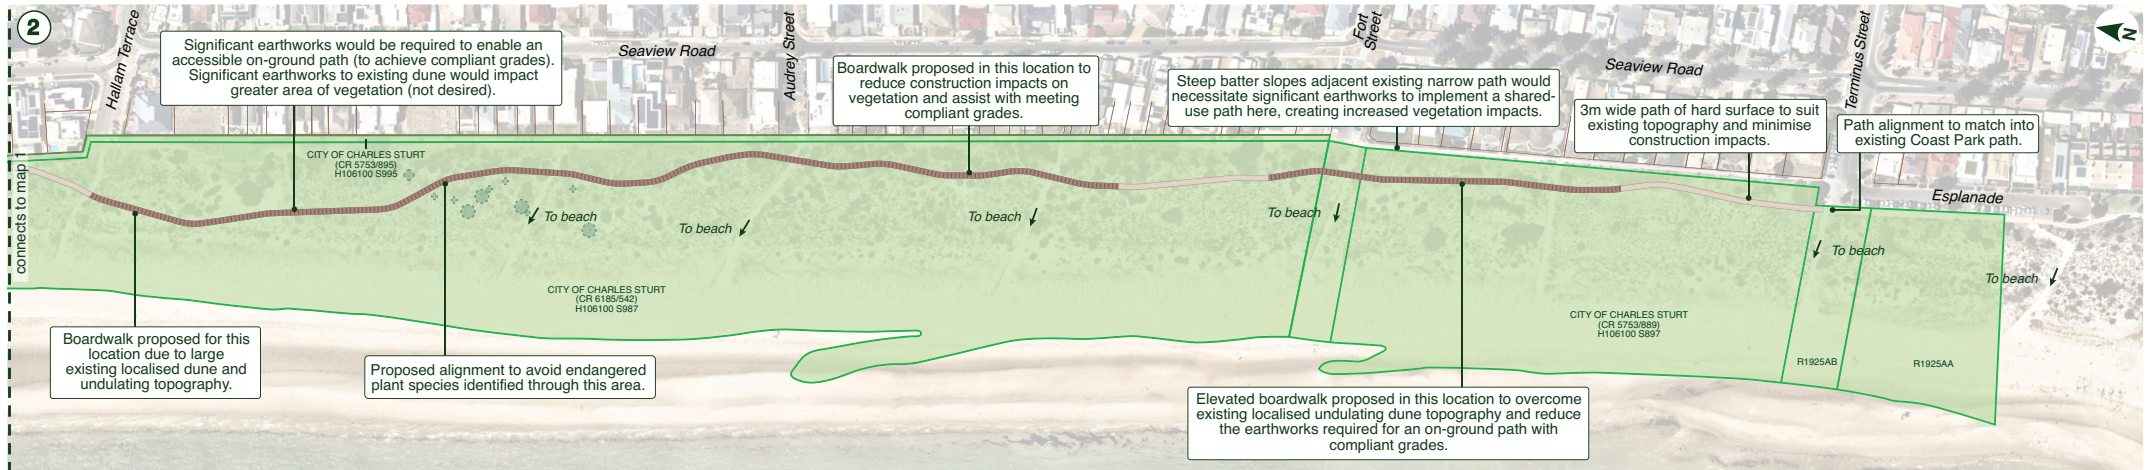 2
Hallam Terrace
Significant earthworks would be required to enable an
accessible on-ground path (to achieve compliant grades).
Significant earthworks to existing dune would impact
greater area of vegetation (not desired).
Seaview Road
Audrey Street
Boardwalk proposed in this location to
reduce construction impacts on
vegetation and assist with meeting
compliant grades.
Fort
Street
Steep batter slopes adjacent existing narrow path would
necessitate significant earthworks to implement a shared-
use path here, creating increased vegetation impacts.
Seaview Road
3m wide path of hard surface to suit
existing topography and minimise
construction impacts.
Terminus Street
Path alignment to match into
existing Coast Park path.
N
connects to map 1
CITY OF CHARLES STURT
(CR 5753/895)
H106100 S995
Esplanade
To beach
To beach
To beach
To beach
To beach
To beach
CITY OF CHARLES STURT
(CR 6185/542)
H106100 S987
CITY OF CHARLES STURT
(CR 5753/889)
H106100 S897
R1925AB
R1925AA
Boardwalk proposed for this
location due to large
existing localised dune and
undulating topography.
Proposed alignment to avoid endangered
plant species identified through this area.
Elevated boardwalk proposed in this location to overcome
existing localised undulating dune topography and reduce
the earthworks required for an on-ground path with
compliant grades.